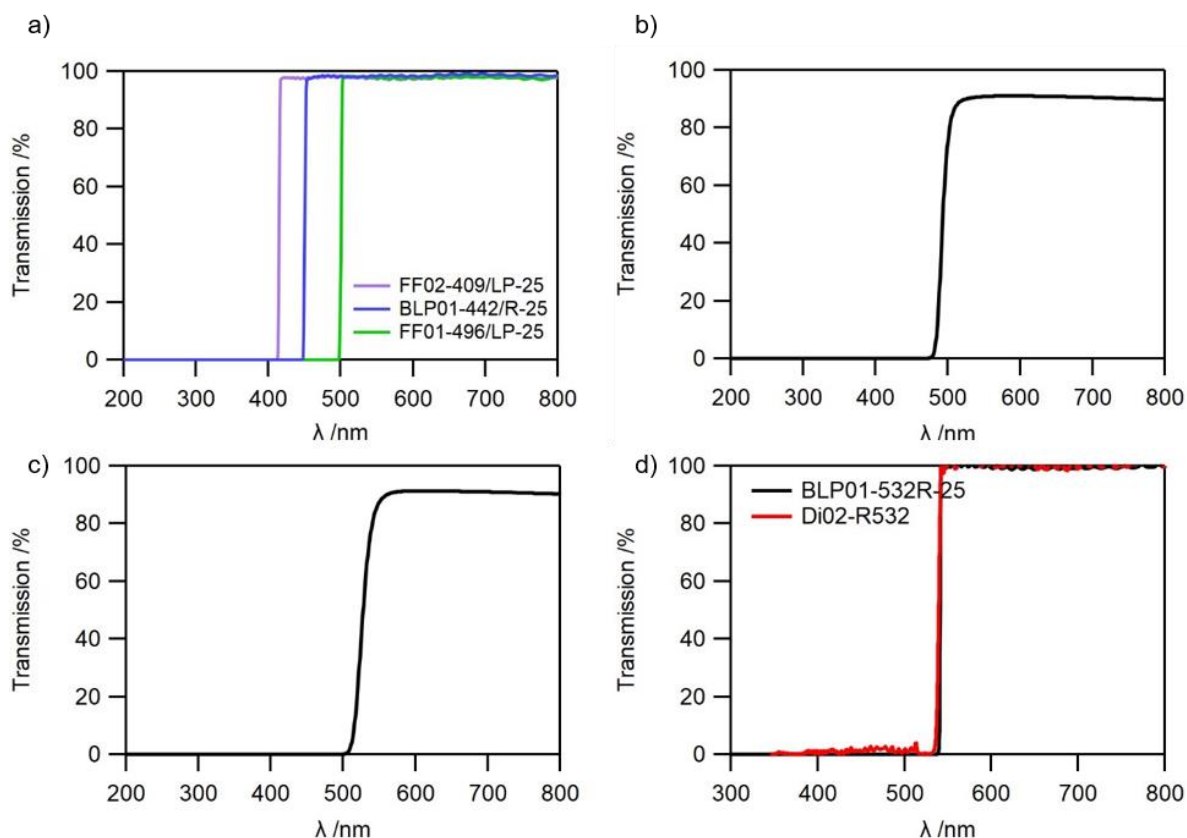 a)
Transmission /%
100
80
60
40
20
0
FF02-409/LP-25
BLP01-442/R-25
FF01-496/LP-25
200 300 400 500 600 700 800
λ /nm
b)
Transmission /%
100
80
60
40
20
0
200 300 400 500 600 700 800
λ /nm
c)
Transmission /%
100
80
60
40
20
0
200 300 400 500 600 700 800
λ /nm
d)
Transmission /%
100
80
60
40
20
0
BLP01-532R-25
Di02-R532
300 400 500 600 700 800
λ /nm